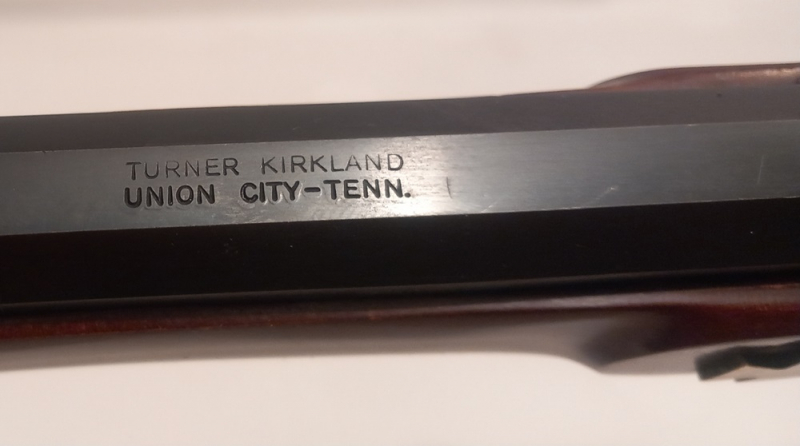 TURNER KIRKLAND
UNION CITY-TENN.